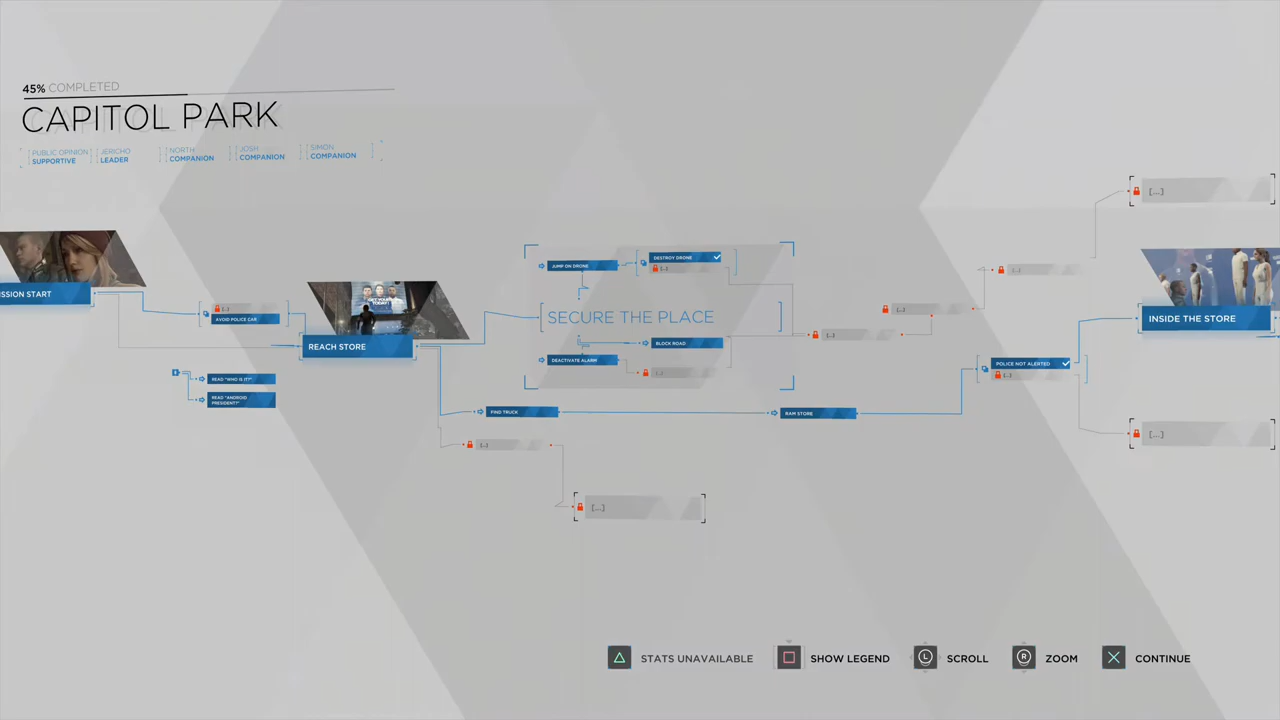 45% COMPLETED
CAPITOL PARK
PUBLIC OPINION
SUPPORTIVE
JERICHO
LEADER
NORTH
COMPANION
JOSH
COMPANION
SIMON
COMPANION
[...]
ISSION START
[...]
AVOID POLICE CAR
REACH STORE
READ "WHO IS IT?"
READ "ANDROID
PRESIDENT?"
JUMP ON DRONE
DESTROY DRONE
[...]
SECURE THE PLACE
BLOCK ROAD
DEACTIVATE ALARM
[...]
FIND TRUCK
RAM STORE
[...]
[...]
[...]
[...]
[...]
POLICE NOT ALERTED
[...]
INSIDE THE STORE
[...]
STATS UNAVAILABLE
SHOW LEGEND
L
SCROLL
R
ZOOM
CONTINUE